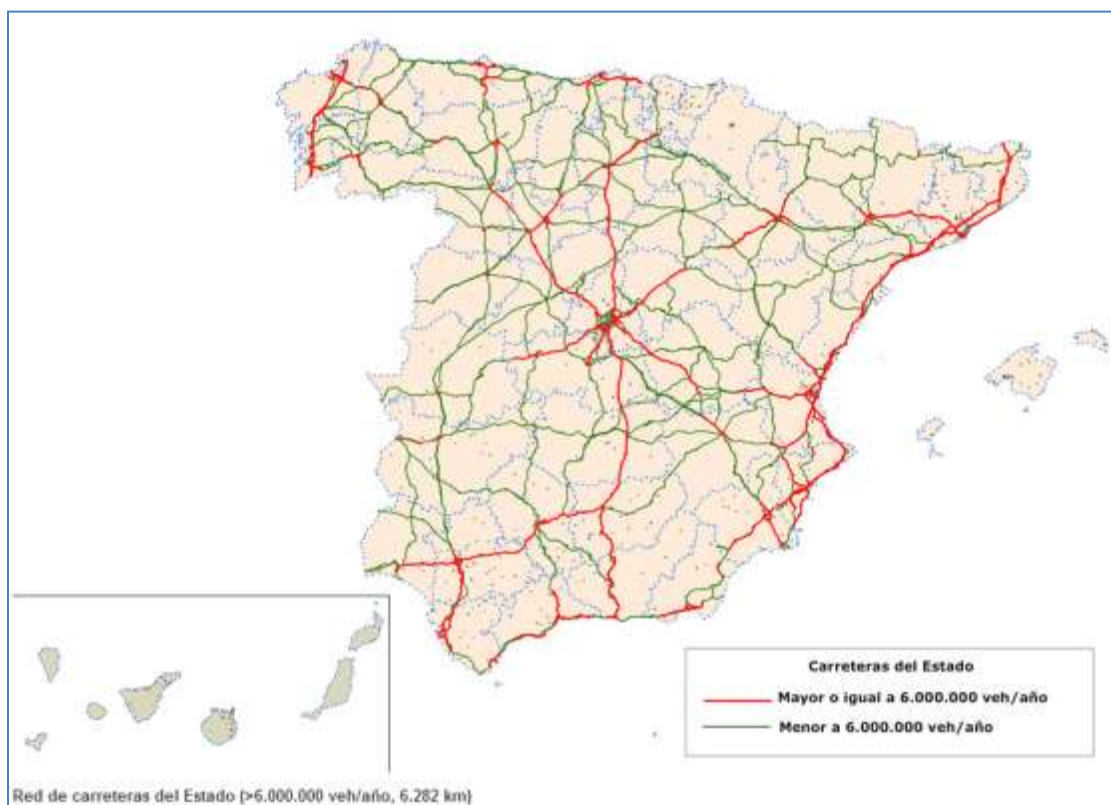 Carreteras del Estado
Mayor o igual a 6.000.000 veh/año
Menor a 6.000.000 veh/año
Red de carreteras del Estado (>6.000.000 veh/año, 6.282 km)